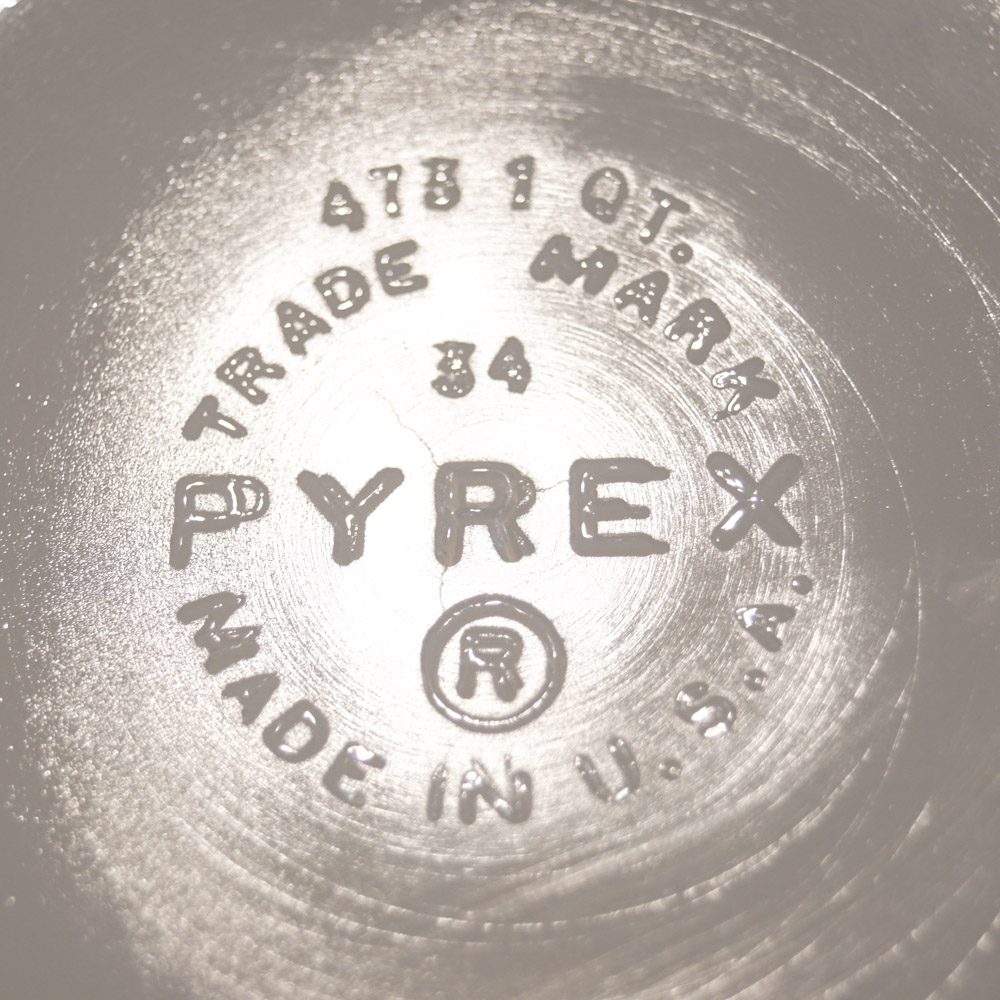 473 1 QT.
TRADE MARK
34
PYREX
®
MADE IN U.S.A.